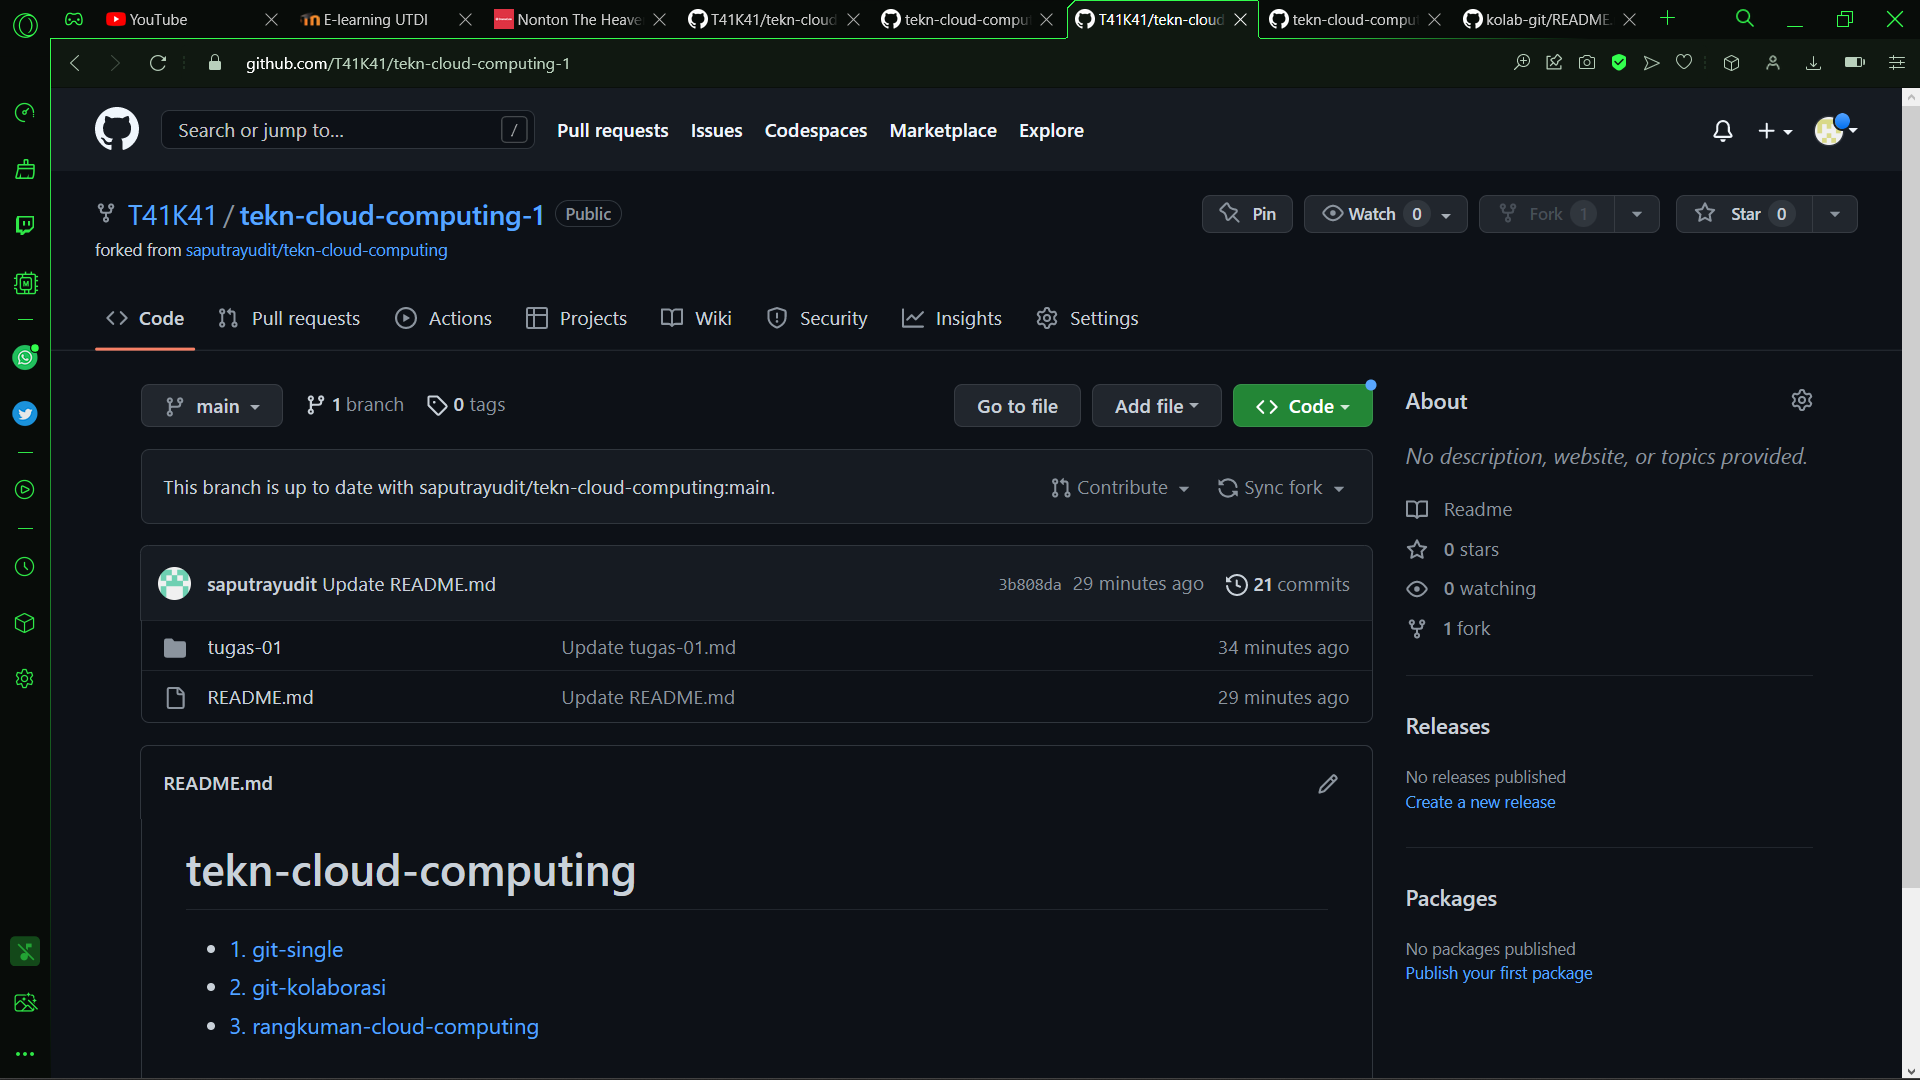 YouTube
E-learning UTDI
Nonton The Heave
T41K41/tekn-cloud
tekn-cloud-comput
T41K41/tekn-cloud
tekn-cloud-comput
kolab-git/README.
github.com/T41K41/tekn-cloud-computing-1
Search or jump to...
/
Pull requests
Issues
Codespaces
Marketplace
Explore
T41K41 / tekn-cloud-computing-1
Public
Pin
Watch 0
Fork 1
Star 0
forked from saputrayudit/tekn-cloud-computing
Code
Pull requests
Actions
Projects
Wiki
Security
Insights
Settings
main
1 branch
0 tags
Go to file
Add file
Code
This branch is up to date with saputrayudit/tekn-cloud-computing:main.
Contribute
Sync fork
saputrayudit Update README.md
3b808da
29 minutes ago
21 commits
tugas-01
Update tugas-01.md
34 minutes ago
README.md
Update README.md
29 minutes ago
README.md
tekn-cloud-computing
1. git-single
2. git-kolaborasi
3. rangkuman-cloud-computing
About
No description, website, or topics provided.
Readme
0 stars
0 watching
1 fork
Releases
No releases published
Create a new release
Packages
No packages published
Publish your first package